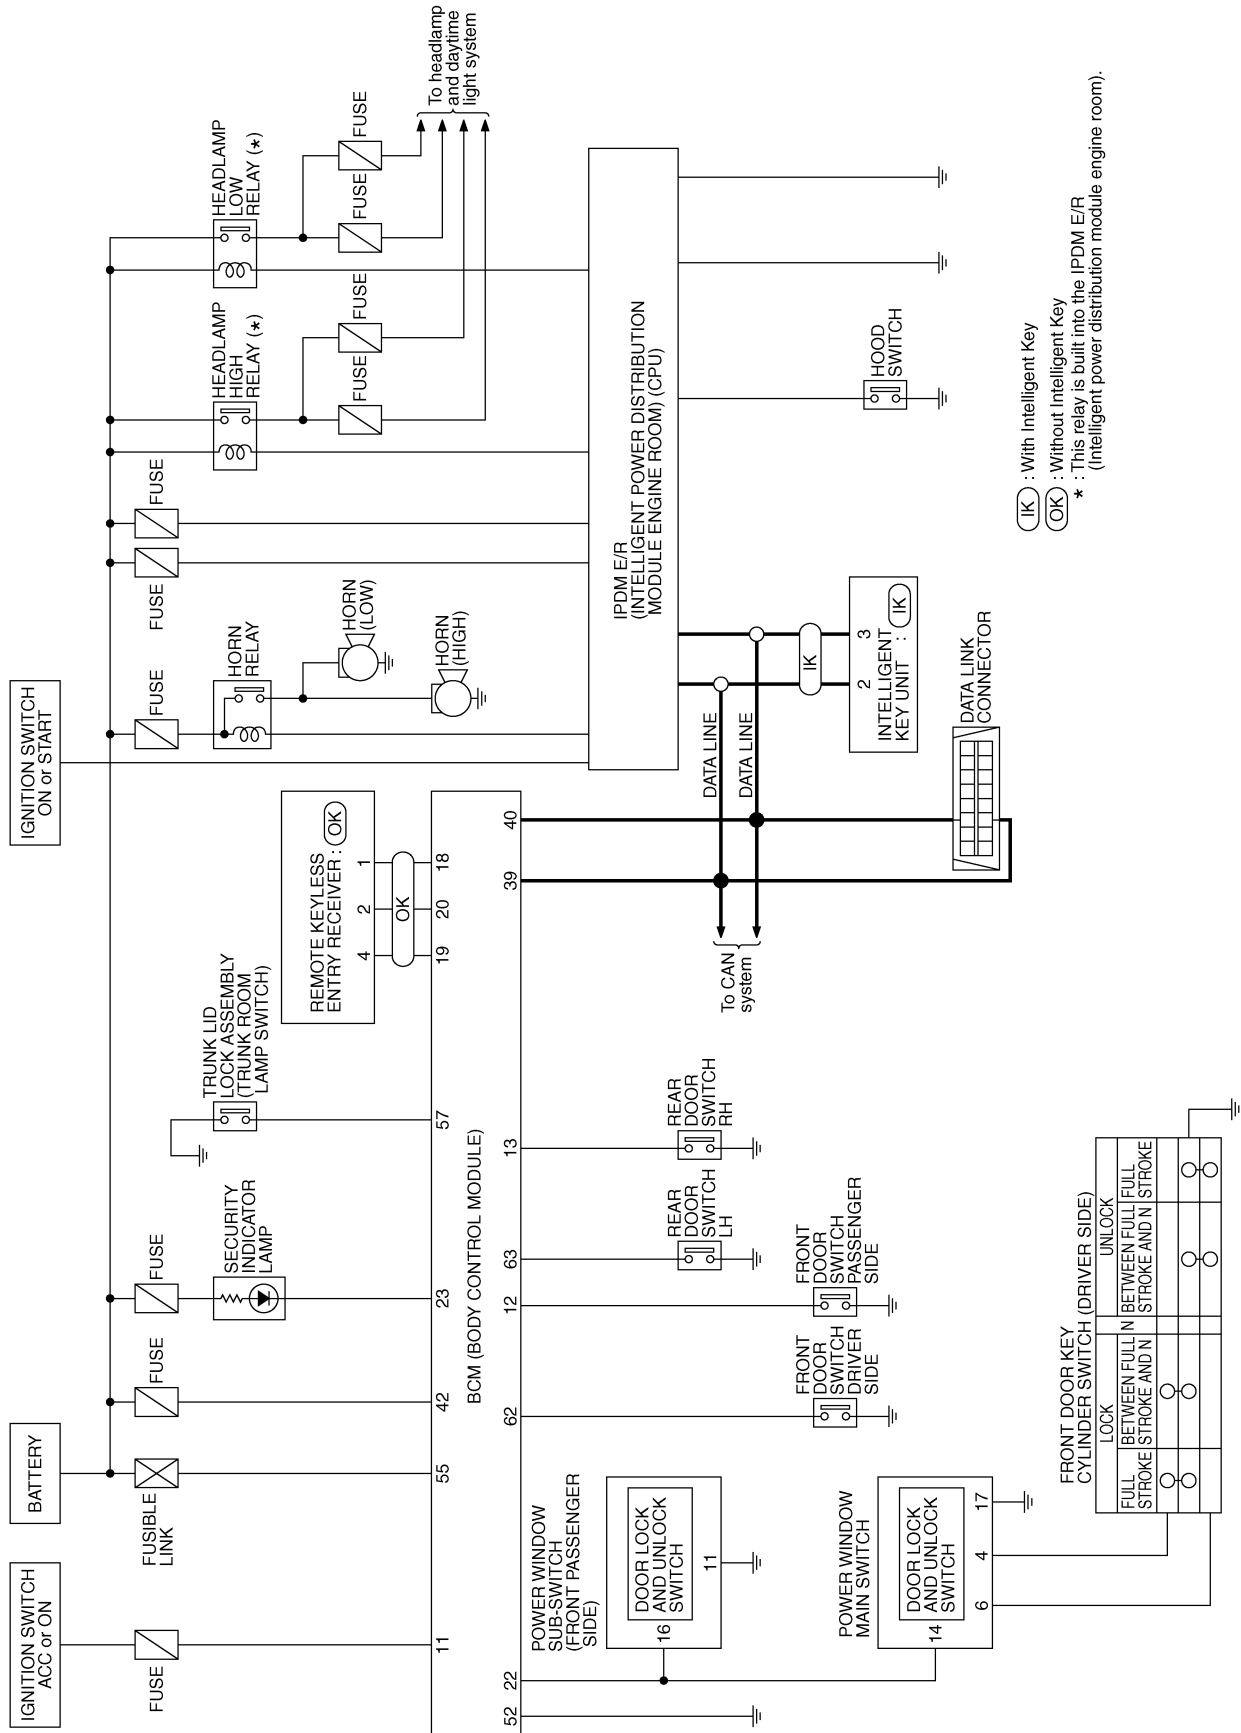 IGNITION SWITCH
ACC or ON
BATTERY
IGNITION SWITCH
ON or START
FUSE
FUSIBLE
LINK
FUSE
FUSE
SECURITY
INDICATOR
LAMP
TRUNK LID
LOCK ASSEMBLY
(TRUNK ROOM
LAMP SWITCH)
REMOTE KEYLESS
ENTRY RECEIVER : OK
4 2 1
OK
FUSE
HORN
RELAY
HORN
(LOW)
HORN
(HIGH)
FUSE
FUSE
HEADLAMP
HIGH
RELAY (*)
FUSE
FUSE
HEADLAMP
LOW
RELAY (*)
FUSE
FUSE
To headlamp
and daytime
light system
11 55 42 23 57 19 20 18
BCM (BODY CONTROL MODULE)
52 22 62 12 63 13 39 40
IPDM E/R
(INTELLIGENT POWER DISTRIBUTION
MODULE ENGINE ROOM) (CPU)
POWER WINDOW
SUB-SWITCH
(FRONT PASSENGER
SIDE)
DOOR LOCK
AND UNLOCK
SWITCH
16 11
POWER WINDOW
MAIN SWITCH
DOOR LOCK
AND UNLOCK
SWITCH
14
6 4 17
FRONT
DOOR
SWITCH
DRIVER
SIDE
FRONT
DOOR
SWITCH
PASSENGER
SIDE
REAR
DOOR
SWITCH
LH
REAR
DOOR
SWITCH
RH
To CAN
system
DATA LINE
DATA LINE
IK
2 3
INTELLIGENT
KEY UNIT : IK
DATA LINK
CONNECTOR
HOOD
SWITCH
FRONT DOOR KEY
CYLINDER SWITCH (DRIVER SIDE)
LOCK N UNLOCK
FULL
STROKE
BETWEEN FULL
STROKE AND N
BETWEEN FULL
STROKE AND N
FULL
STROKE
IK : With Intelligent Key
OK : Without Intelligent Key
* : This relay is built into the IPDM E/R
(Intelligent power distribution module engine room).